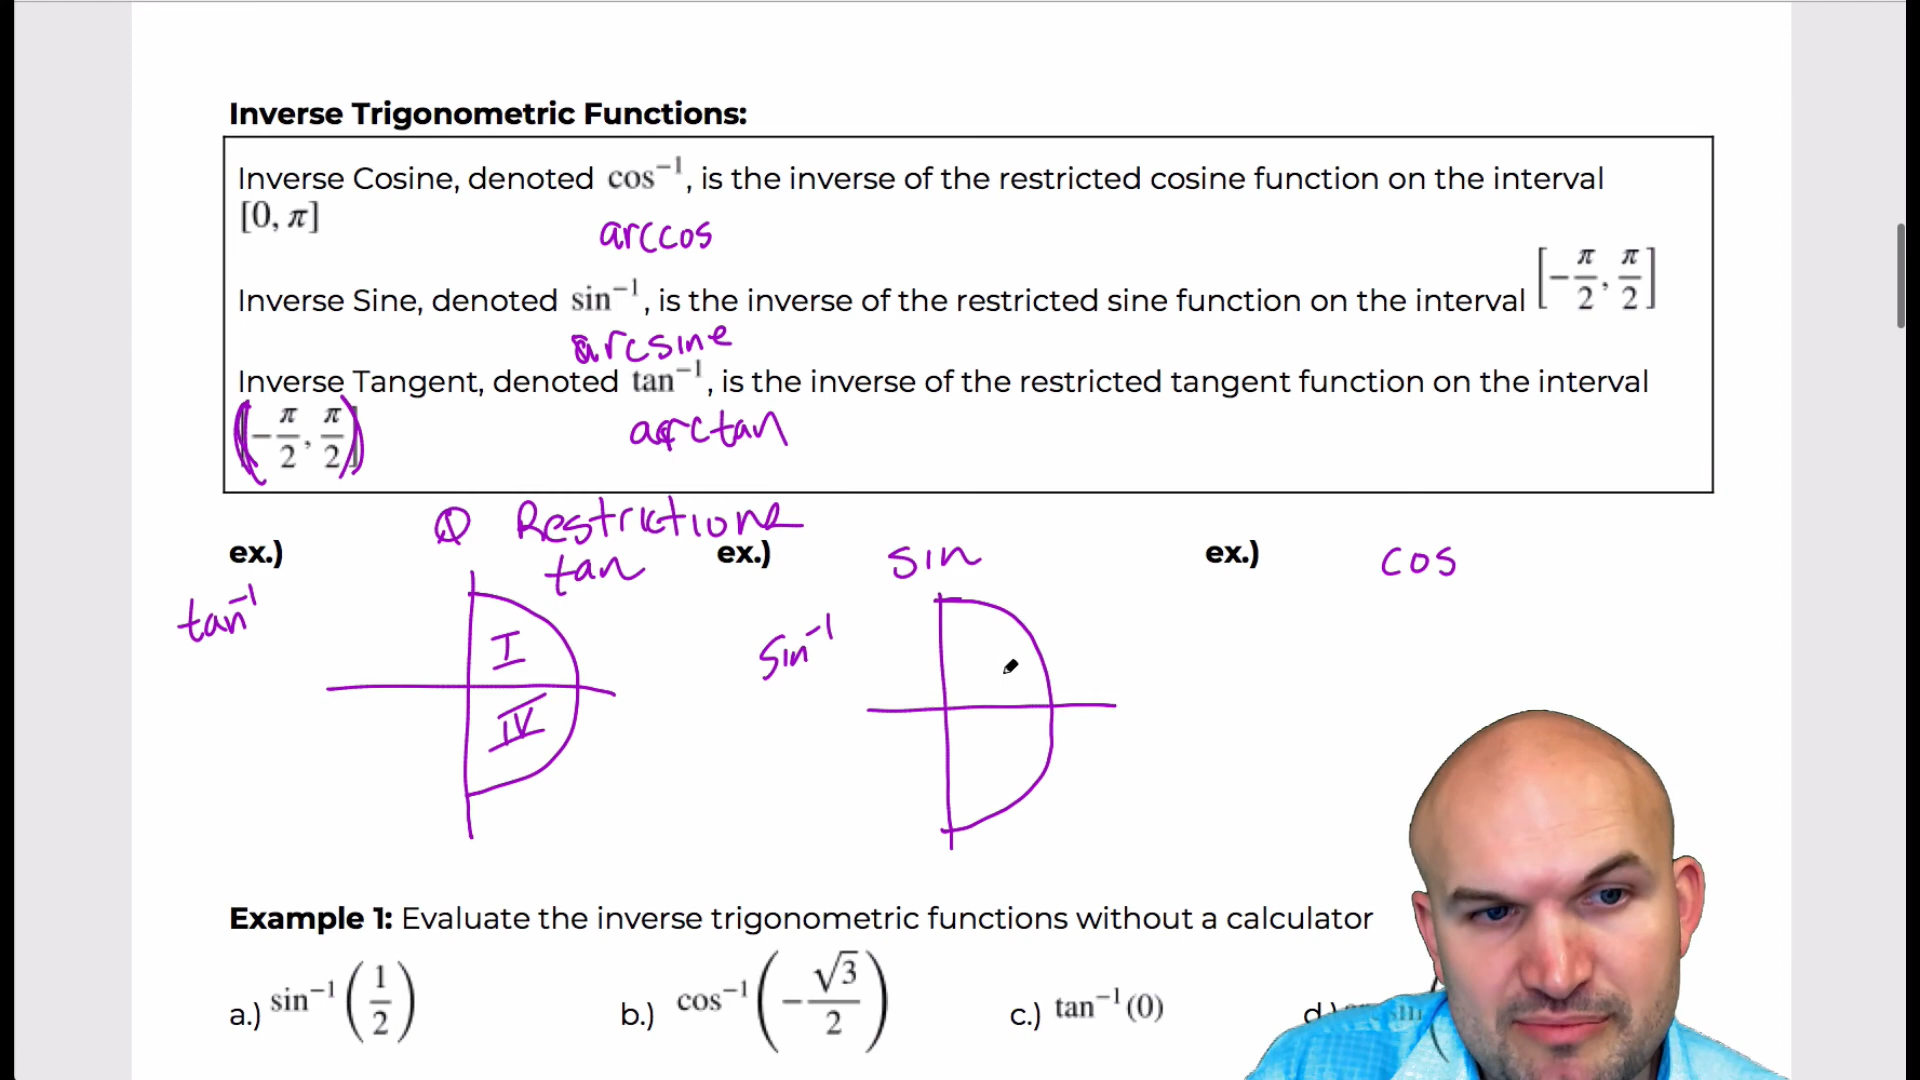 Inverse Trigonometric Functions:
Inverse Cosine, denoted cos⁻¹, is the inverse of the restricted cosine function on the interval
[0, π]
arccos
Inverse Sine, denoted sin⁻¹, is the inverse of the restricted sine function on the interval [-π/2, π/2]
arcsine
Inverse Tangent, denoted tan⁻¹, is the inverse of the restricted tangent function on the interval
(-π/2, π/2)
arctan
Restrictions
ex.) tan ex.) sin ex.) cos
tan⁻¹
I
sin⁻¹
IV
Example 1: Evaluate the inverse trigonometric functions without a calculator
a.) sin⁻¹(1/2) b.) cos⁻¹(-√3/2) c.) tan⁻¹(0)